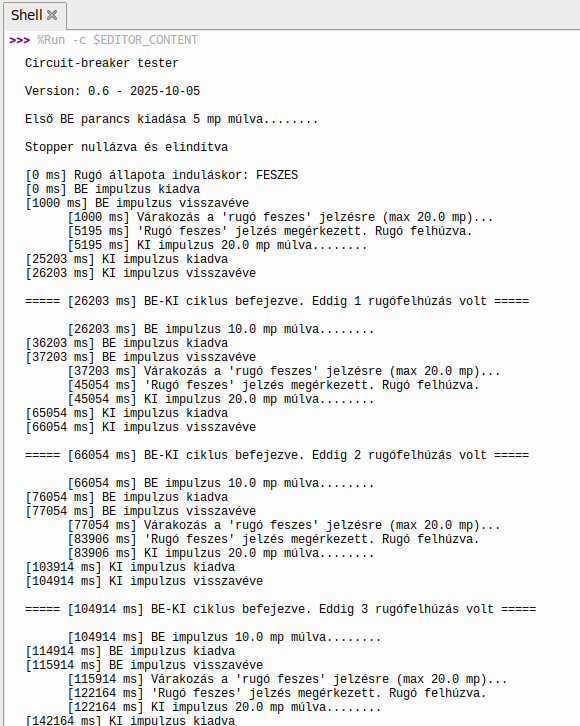 Shell
>>> %Run -c $EDITOR_CONTENT
Circuit-breaker tester
Version: 0.6 - 2025-10-05
Első BE parancs kiadása 5 mp múlva........
Stopper nullázva és elindítva
[0 ms] Rugó állapota induláskor: FESZES
[0 ms] BE impulzus kiadva
[1000 ms] BE impulzus visszavéve
[1000 ms] Várakozás a 'rugó feszes' jelzésre (max 20.0 mp)...
[5195 ms] 'Rugó feszes' jelzés megérkezett. Rugó felhúzva.
[5195 ms] KI impulzus 20.0 mp múlva........
[25203 ms] KI impulzus kiadva
[26203 ms] KI impulzus visszavéve
===== [26203 ms] BE-KI ciklus befejezve. Eddig 1 rugófelhúzás volt =====
[26203 ms] BE impulzus 10.0 mp múlva........
[36203 ms] BE impulzus kiadva
[37203 ms] BE impulzus visszavéve
[37203 ms] Várakozás a 'rugó feszes' jelzésre (max 20.0 mp)...
[45054 ms] 'Rugó feszes' jelzés megérkezett. Rugó felhúzva.
[45054 ms] KI impulzus 20.0 mp múlva........
[65054 ms] KI impulzus kiadva
[66054 ms] KI impulzus visszavéve
===== [66054 ms] BE-KI ciklus befejezve. Eddig 2 rugófelhúzás volt =====
[66054 ms] BE impulzus 10.0 mp múlva........
[76054 ms] BE impulzus kiadva
[77054 ms] BE impulzus visszavéve
[77054 ms] Várakozás a 'rugó feszes' jelzésre (max 20.0 mp)...
[83906 ms] 'Rugó feszes' jelzés megérkezett. Rugó felhúzva.
[83906 ms] KI impulzus 20.0 mp múlva........
[103914 ms] KI impulzus kiadva
[104914 ms] KI impulzus visszavéve
===== [104914 ms] BE-KI ciklus befejezve. Eddig 3 rugófelhúzás volt =====
[104914 ms] BE impulzus 10.0 mp múlva........
[114914 ms] BE impulzus kiadva
[115914 ms] BE impulzus visszavéve
[115914 ms] Várakozás a 'rugó feszes' jelzésre (max 20.0 mp)...
[122164 ms] 'Rugó feszes' jelzés megérkezett. Rugó felhúzva.
[122164 ms] KI impulzus 20.0 mp múlva........
[142164 ms] KI impulzus kiadva